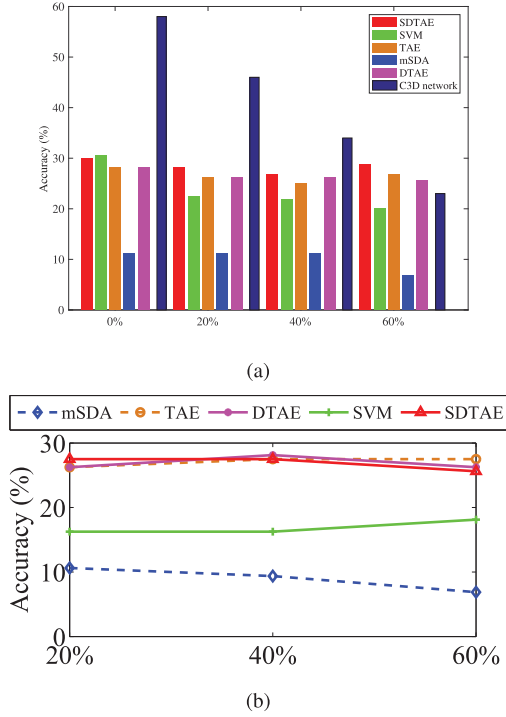 60
50
40
30
20
10
0
Accuracy (%)
SDTAE
SVM
TAE
mSDA
DTAE
C3D network
0%
20%
40%
60%
(a)
mSDA
TAE
DTAE
SVM
SDTAE
30
20
10
0
Accuracy (%)
20%
40%
60%
(b)